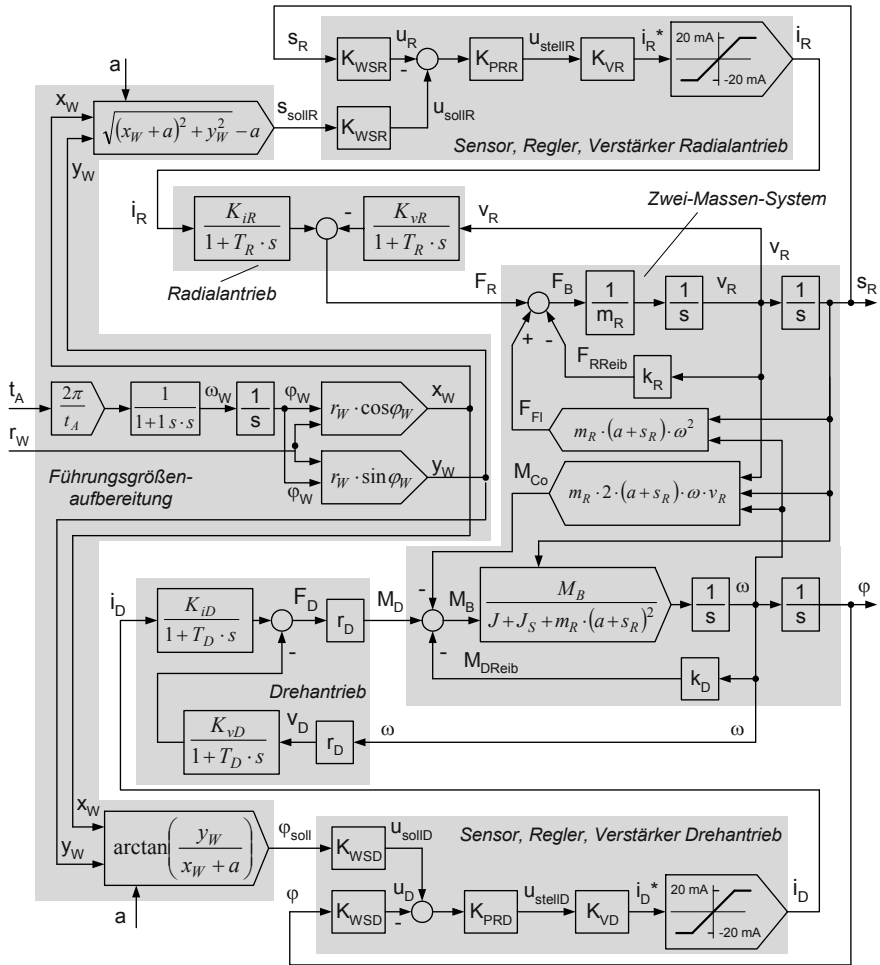 s_R
K_WSR
u_R
-
K_PRR
u_stellR
K_VR
i_R*
20 mA
-20 mA
i_R
a
x_W
y_W
√((x_W + a)² + y_W²) - a
s_sollR
K_WSR
u_sollR
Sensor, Regler, Verstärker Radialantrieb
i_R
K_iR / (1 + T_R · s)
-
K_vR / (1 + T_R · s)
v_R
Radialantrieb
Zwei-Massen-System
v_R
F_R
F_B
1 / m_R
1 / s
v_R
1 / s
s_R
+
-
F_RReib
k_R
t_A
2π / t_A
1 / (1+1 s·s)
ω_W
1 / s
φ_W
r_W · cosφ_W
x_W
r_W
F_Fl
m_R · (a + s_R) · ω²
φ_W
r_W · sinφ_W
y_W
Führungsgrößen-
aufbereitung
M_Co
m_R · 2 · (a + s_R) · ω · v_R
i_D
K_iD / (1 + T_D · s)
F_D
-
r_D
M_D
-
M_B
M_B / (J + J_S + m_R · (a + s_R)²)
1 / s
ω
1 / s
φ
-
M_DReib
k_D
Drehantrieb
K_vD / (1 + T_D · s)
v_D
r_D
ω
ω
x_W
y_W
arctan(y_W / (x_W + a))
a
φ_soll
K_WSD
u_sollD
Sensor, Regler, Verstärker Drehantrieb
φ
K_WSD
u_D
-
K_PRD
u_stellD
K_VD
i_D*
20 mA
-20 mA
i_D